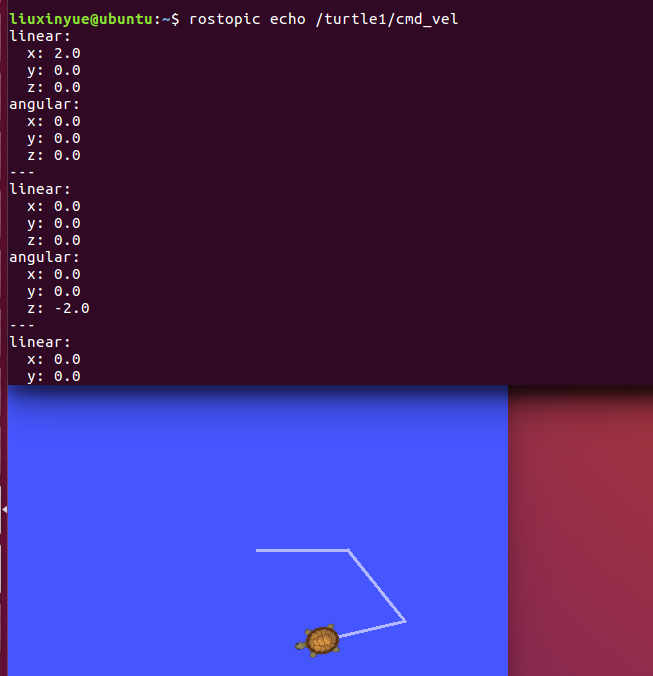 liuxinyue@ubuntu:~$ rostopic echo /turtle1/cmd_vel
linear:
  x: 2.0
  y: 0.0
  z: 0.0
angular:
  x: 0.0
  y: 0.0
  z: 0.0
---
linear:
  x: 0.0
  y: 0.0
  z: 0.0
angular:
  x: 0.0
  y: 0.0
  z: -2.0
---
linear:
  x: 0.0
  y: 0.0